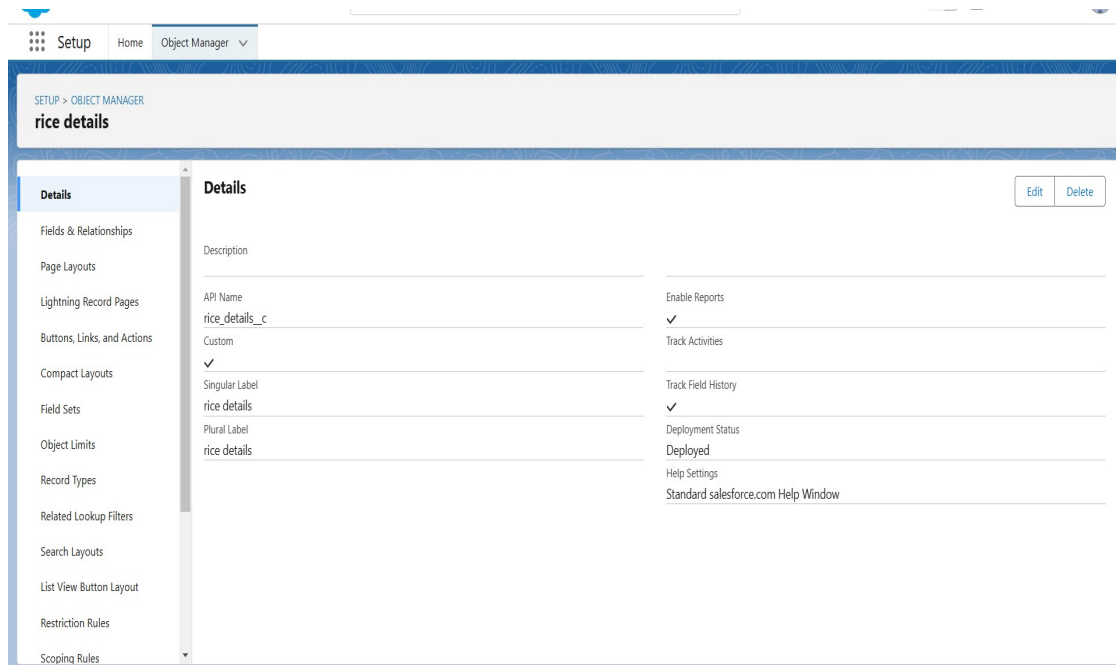 Setup
Home
Object Manager
SETUP > OBJECT MANAGER
rice details
Details
Fields & Relationships
Page Layouts
Lightning Record Pages
Buttons, Links, and Actions
Compact Layouts
Field Sets
Object Limits
Record Types
Related Lookup Filters
Search Layouts
List View Button Layout
Restriction Rules
Scoping Rules
Details
Edit
Delete
Description
API Name
rice_details__c
Custom
Singular Label
rice details
Plural Label
rice details
Enable Reports
Track Activities
Track Field History
Deployment Status
Deployed
Help Settings
Standard salesforce.com Help Window